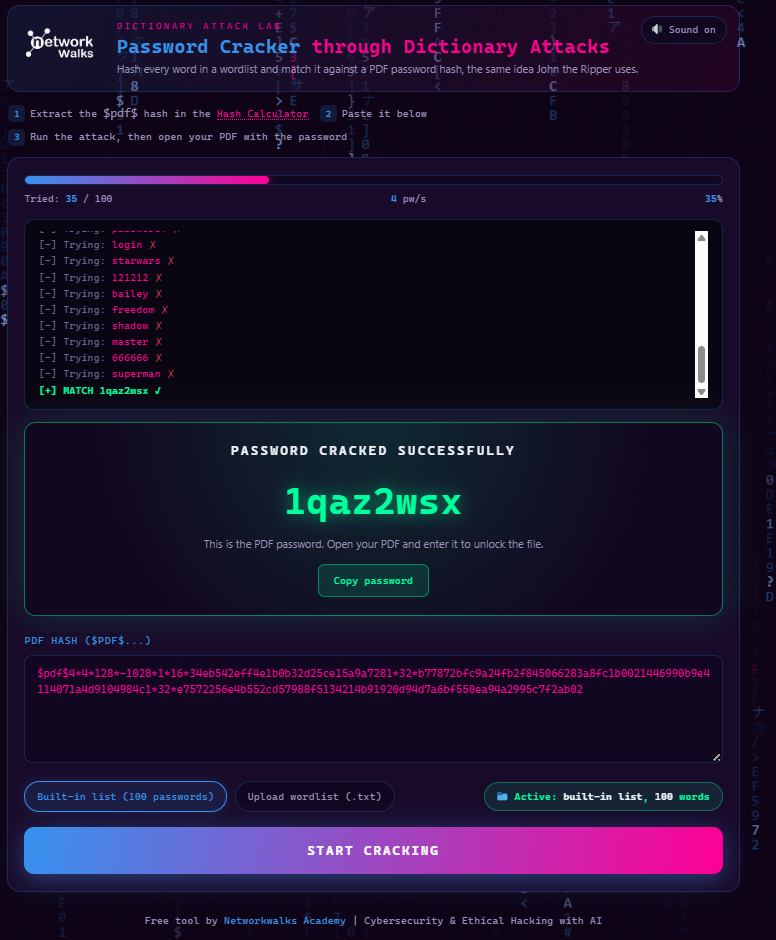 Network Walks
DICTIONARY ATTACK LAB
Password Cracker through Dictionary Attacks
Hash every word in a wordlist and match it against a PDF password hash, the same idea John the Ripper uses.
Sound on
1 Extract the $pdf$ hash in the Hash Calculator 2 Paste it below
3 Run the attack, then open your PDF with the password
Tried: 35 / 100 4 pw/s 35%
[-] Trying: login ✗
[-] Trying: starwars ✗
[-] Trying: 121212 ✗
[-] Trying: bailey ✗
[-] Trying: freedom ✗
[-] Trying: shadow ✗
[-] Trying: master ✗
[-] Trying: 666666 ✗
[-] Trying: superman ✗
[+] MATCH 1qaz2wsx ✓
PASSWORD CRACKED SUCCESSFULLY
1qaz2wsx
This is the PDF password. Open your PDF and enter it to unlock the file.
Copy password
PDF HASH ($PDF$...)
$pdf$4*4*128*-1028*1*16*34eb542eff4e1b0b32d25ce15a9a7281*32*b77872bfc9a24fb2f845066283a8fc1b0021446990b9e4
114071a4d9104984c1*32*e7572256e4b552cd57988f5134214b91920d94d7a6bf550ea94a2995c7f2ab02
Built-in list (100 passwords) Upload wordlist (.txt) Active: built-in list, 100 words
START CRACKING
Free tool by Networkwalks Academy | Cybersecurity & Ethical Hacking with AI